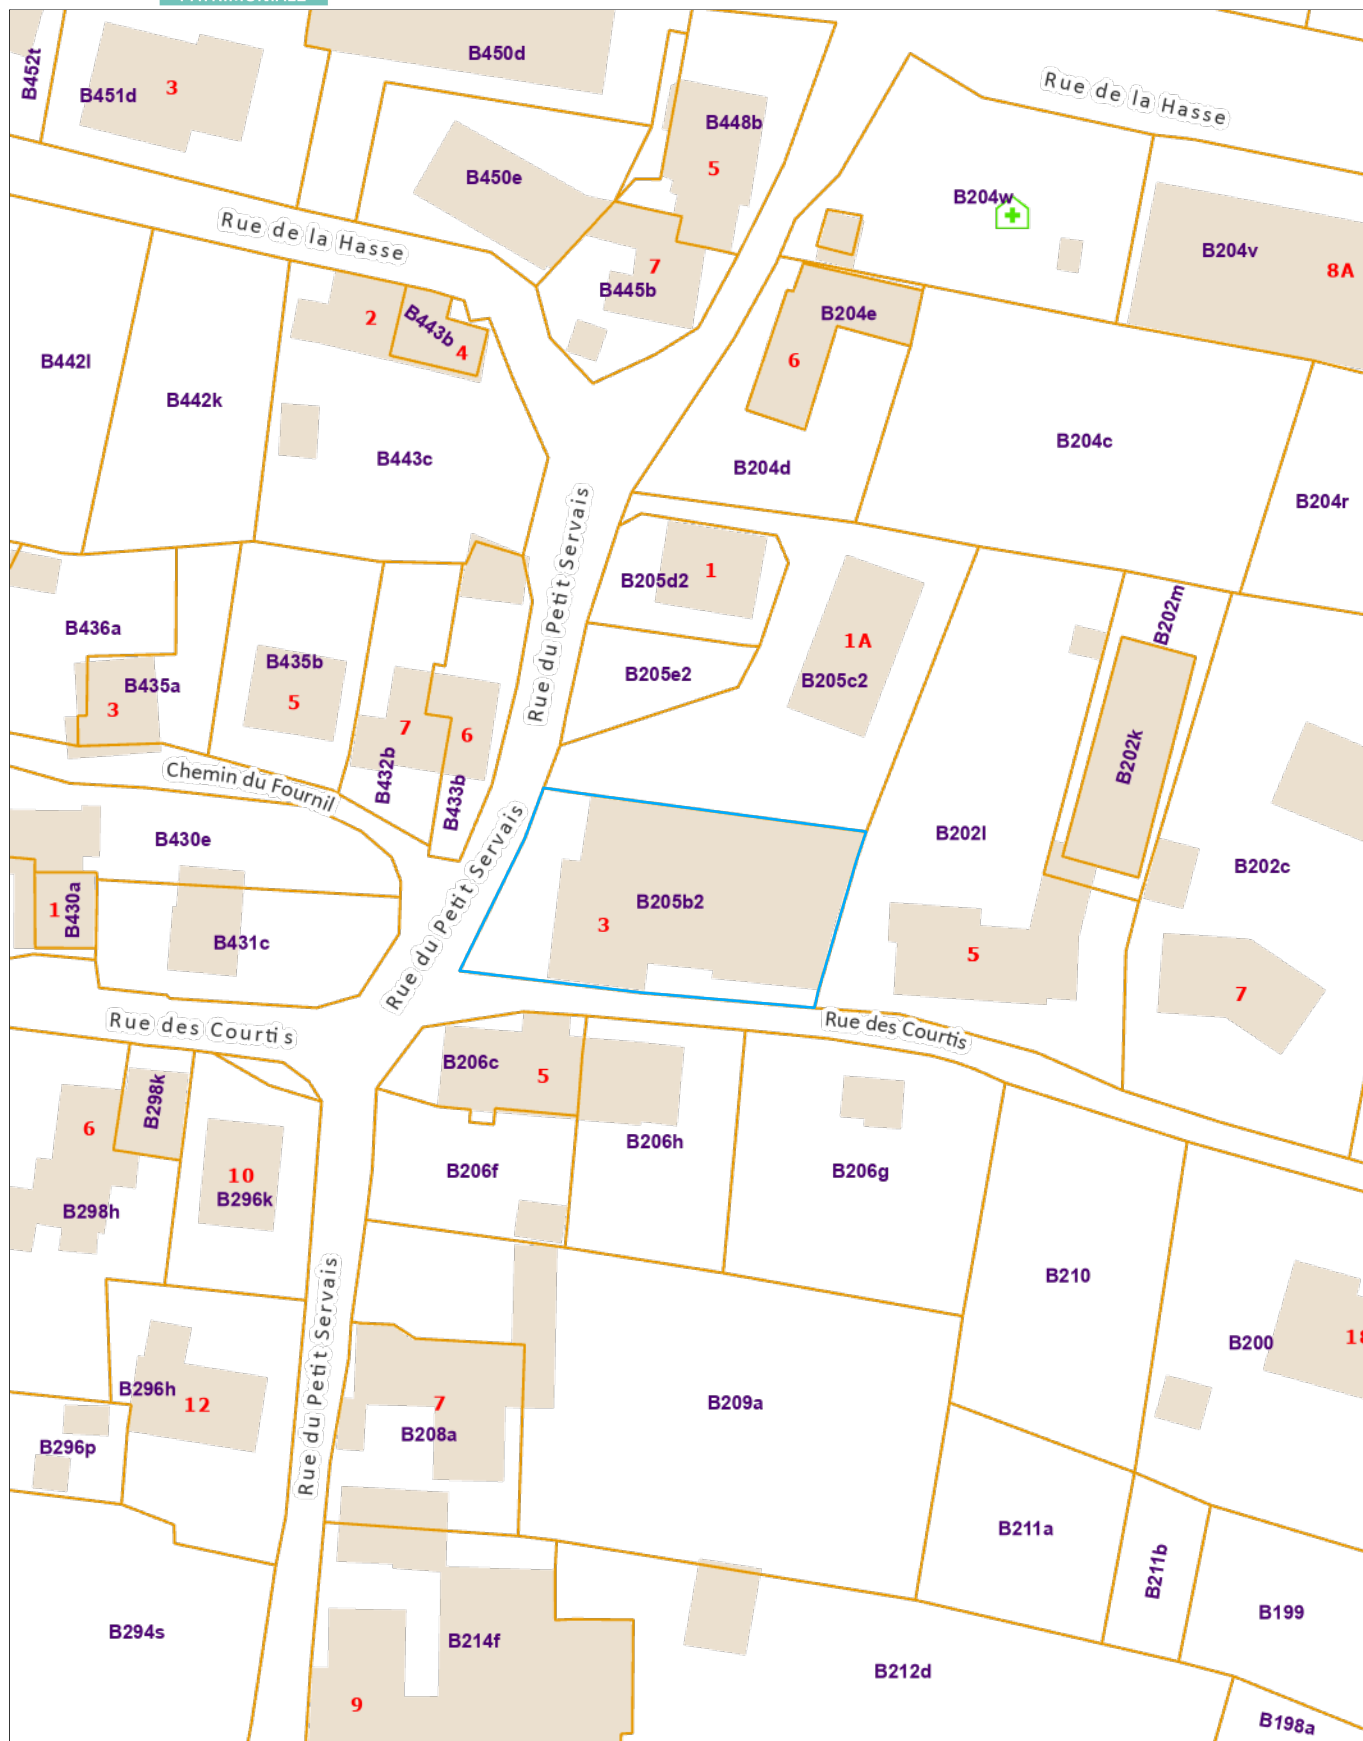 B452t
B451d
3
B450d
B450e
B448b
5
Rue de la Hasse
B204w
B204v
8A
Rue de la Hasse
7
B445b
2
B443b
4
B204e
6
B442l
B442k
B443c
B204d
B204c
B204r
Rue du Petit Servais
B205d2
1
B202m
B436a
B435b
5
B435a
3
7
6
B432b
B433b
B205e2
1A
B205c2
B202k
Chemin du Fournil
B430e
B202l
B202c
1
B430a
B431c
Rue du Petit Servais
B205b2
3
5
7
Rue des Courtis
Rue des Courtis
B206c
5
B298k
6
10
B296k
B298h
B206f
B206h
B206g
B210
B200
18
Rue du Petit Servais
B296h
12
7
B208a
B209a
B296p
B211a
B211b
B199
B294s
B214f
9
B212d
B198a